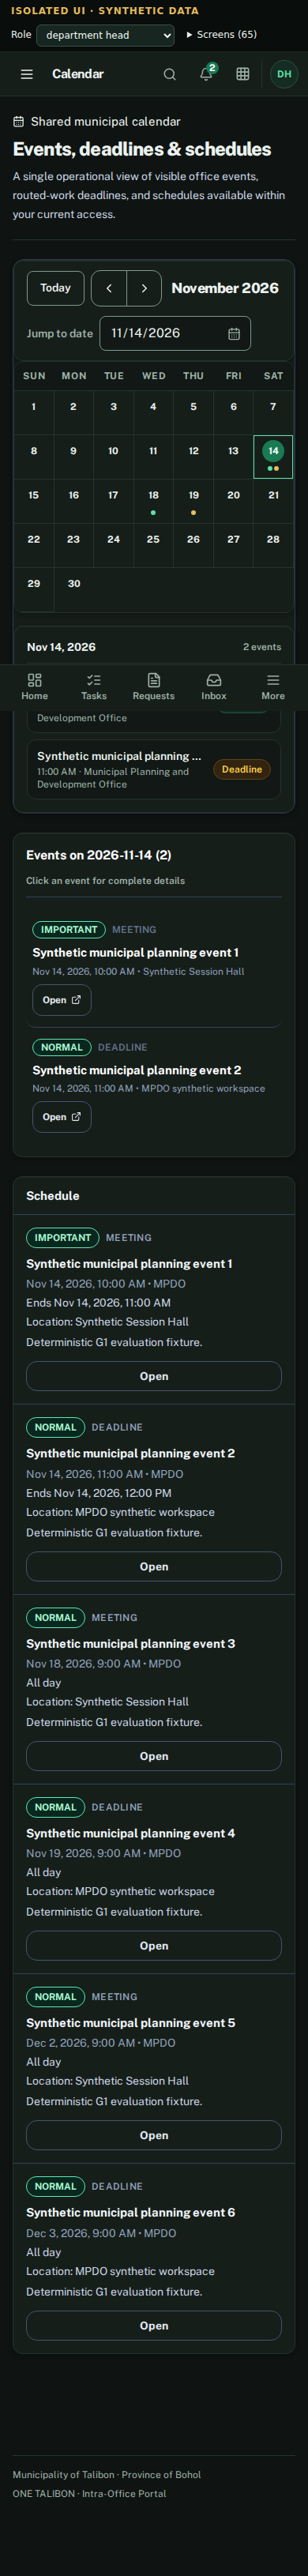 ISOLATED UI · SYNTHETIC DATA
Role department head ▶ Screens (65)
Calendar 2 DH
Shared municipal calendar
Events, deadlines & schedules
A single operational view of visible office events,
routed-work deadlines, and schedules available within
your current access.
Today November 2026
Jump to date 11/14/2026
SUN MON TUE WED THU FRI SAT
1 2 3 4 5 6 7
8 9 10 11 12 13 14
15 16 17 18 19 20 21
22 23 24 25 26 27 28
29 30
Nov 14, 2026 2 events
Home Tasks Requests Inbox More
Development Office
Synthetic municipal planning ...
11:00 AM · Municipal Planning and
Development Office
Deadline
Events on 2026-11-14 (2)
Click an event for complete details
IMPORTANT MEETING
Synthetic municipal planning event 1
Nov 14, 2026, 10:00 AM • Synthetic Session Hall
Open
NORMAL DEADLINE
Synthetic municipal planning event 2
Nov 14, 2026, 11:00 AM • MPDO synthetic workspace
Open
Schedule
IMPORTANT MEETING
Synthetic municipal planning event 1
Nov 14, 2026, 10:00 AM • MPDO
Ends Nov 14, 2026, 11:00 AM
Location: Synthetic Session Hall
Deterministic G1 evaluation fixture.
Open
NORMAL DEADLINE
Synthetic municipal planning event 2
Nov 14, 2026, 11:00 AM • MPDO
Ends Nov 14, 2026, 12:00 PM
Location: MPDO synthetic workspace
Deterministic G1 evaluation fixture.
Open
NORMAL MEETING
Synthetic municipal planning event 3
Nov 18, 2026, 9:00 AM • MPDO
All day
Location: Synthetic Session Hall
Deterministic G1 evaluation fixture.
Open
NORMAL DEADLINE
Synthetic municipal planning event 4
Nov 19, 2026, 9:00 AM • MPDO
All day
Location: MPDO synthetic workspace
Deterministic G1 evaluation fixture.
Open
NORMAL MEETING
Synthetic municipal planning event 5
Dec 2, 2026, 9:00 AM • MPDO
All day
Location: Synthetic Session Hall
Deterministic G1 evaluation fixture.
Open
NORMAL DEADLINE
Synthetic municipal planning event 6
Dec 3, 2026, 9:00 AM • MPDO
All day
Location: MPDO synthetic workspace
Deterministic G1 evaluation fixture.
Open
Municipality of Talibon · Province of Bohol
ONE TALIBON · Intra-Office Portal